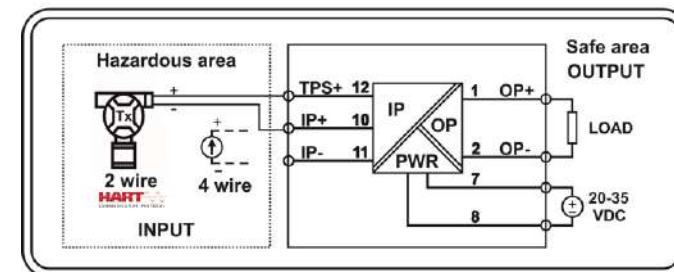 Hazardous area
Safe area
OUTPUT
TPS+ 12
IP+ 10
IP- 11
IP
OP
PWR
1 OP+
2 OP-
7
8
LOAD
20-35
VDC
+
-
Tx
+
-
2 wire
4 wire
HART
INPUT
+
-